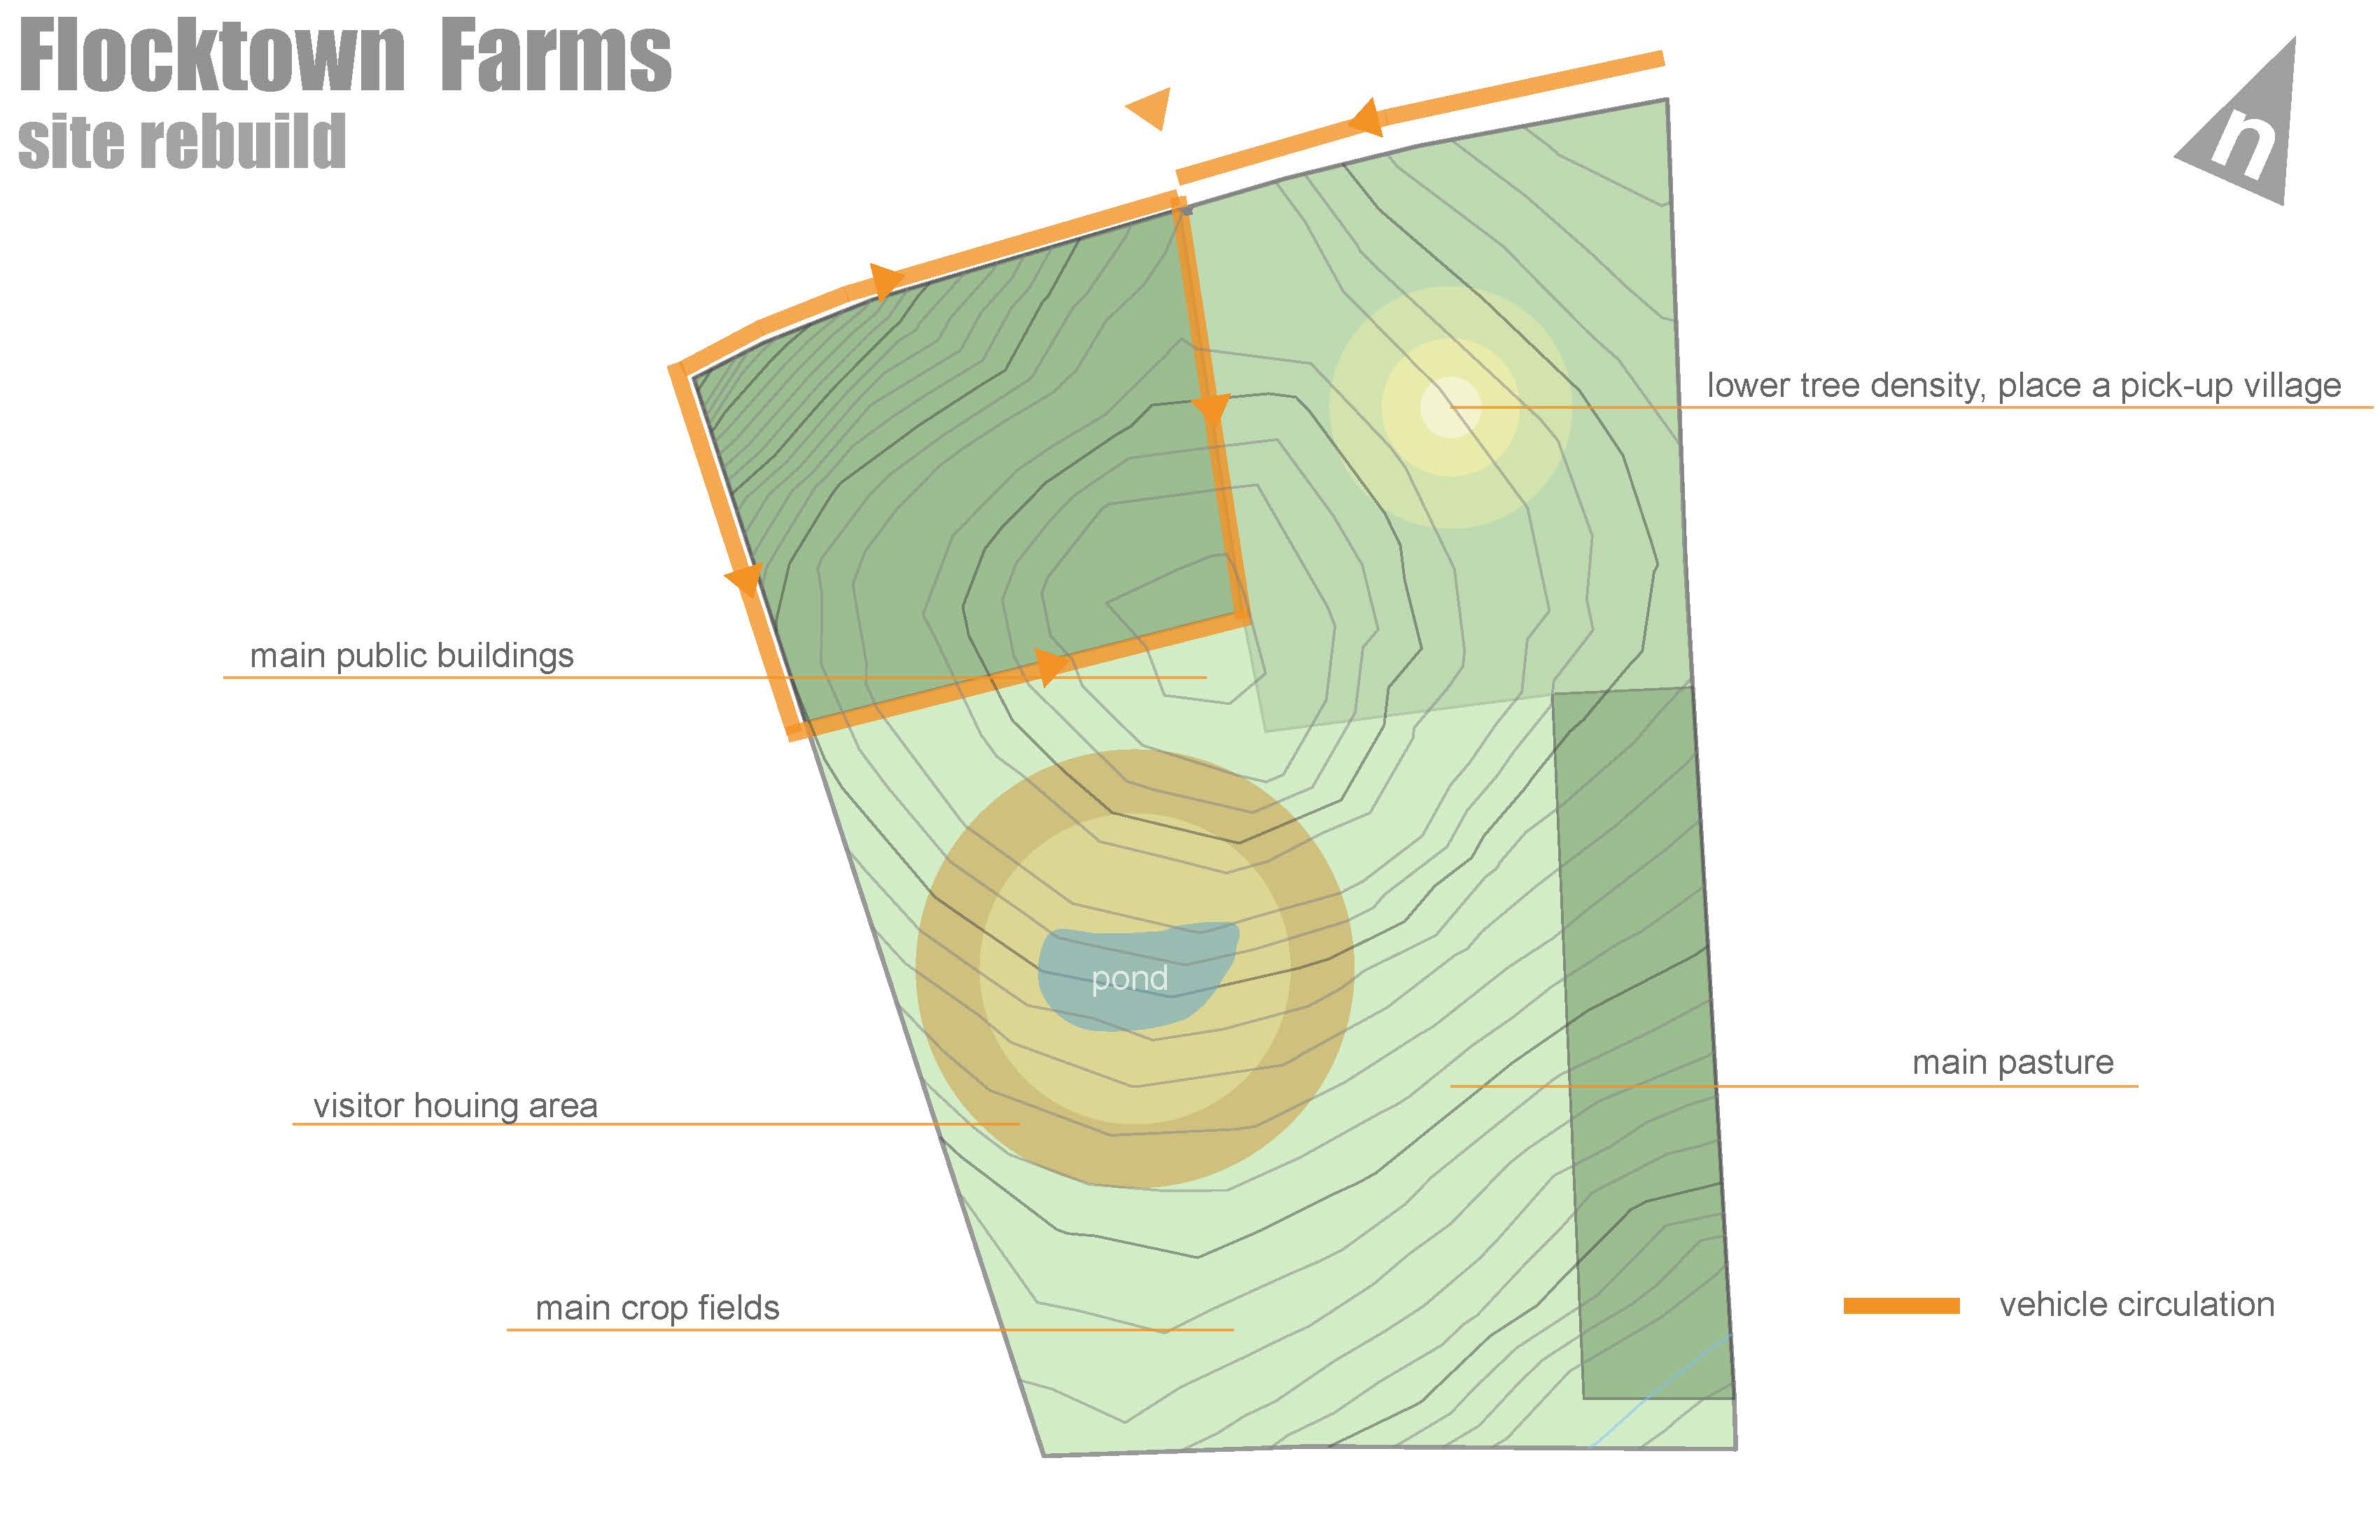 Flocktown Farms
site rebuild
n
lower tree density, place a pick-up village
main public buildings
pond
main pasture
visitor houing area
main crop fields
vehicle circulation